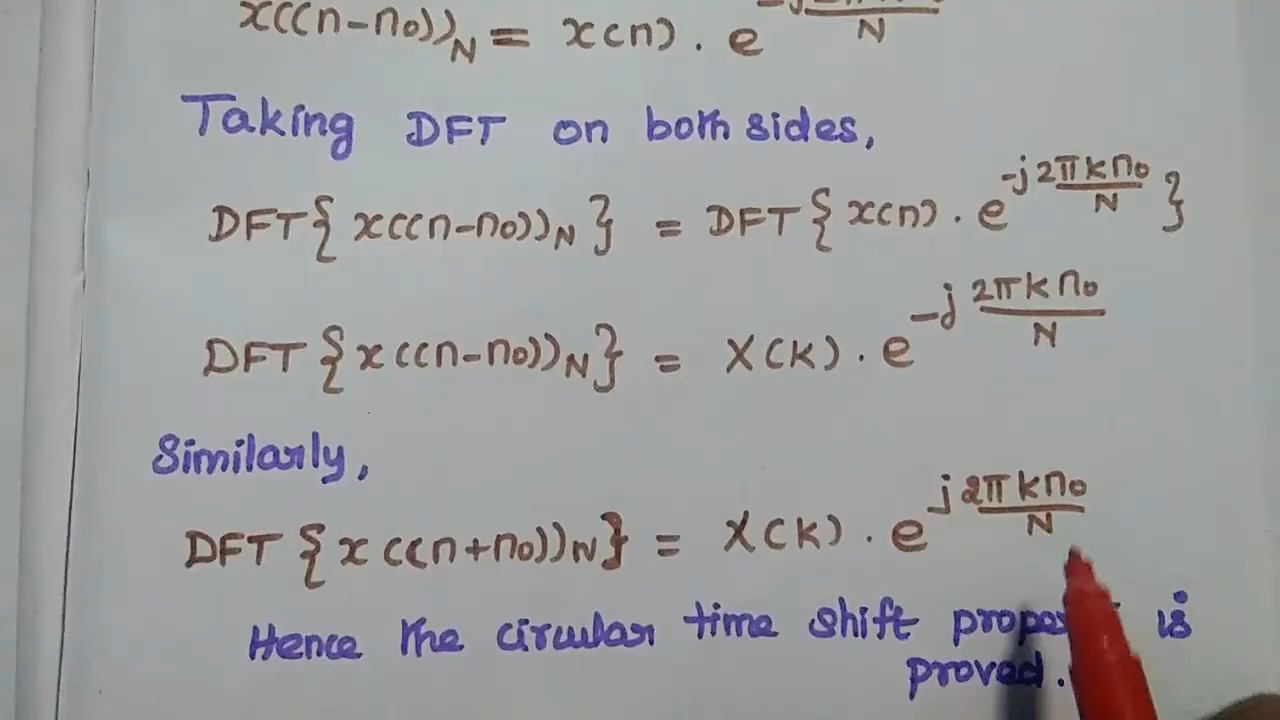 x((n-n0))N = x(n) . e^-j2πkn0/N
Taking DFT on both sides,
DFT{x((n-n0))N} = DFT{x(n) . e^-j2πkn0/N}
DFT{x((n-n0))N} = X(K) . e^-j2πkn0/N
Similarly,
DFT{x((n+n0))N} = X(K) . e^j2πkn0/N
Hence the circular time shift is
proved.